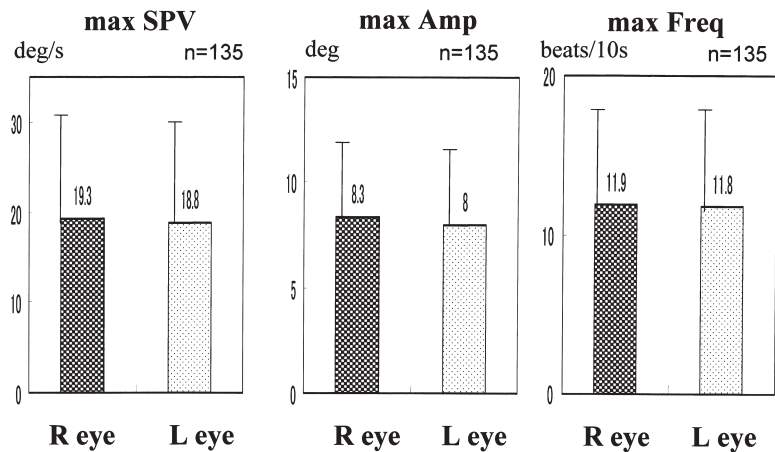 max SPV
deg/s n=135
30
20
10
0
19.3
18.8
R eye L eye
max Amp
deg n=135
15
10
5
0
8.3
8
R eye L eye
max Freq
beats/10s n=135
20
10
0
11.9
11.8
R eye L eye